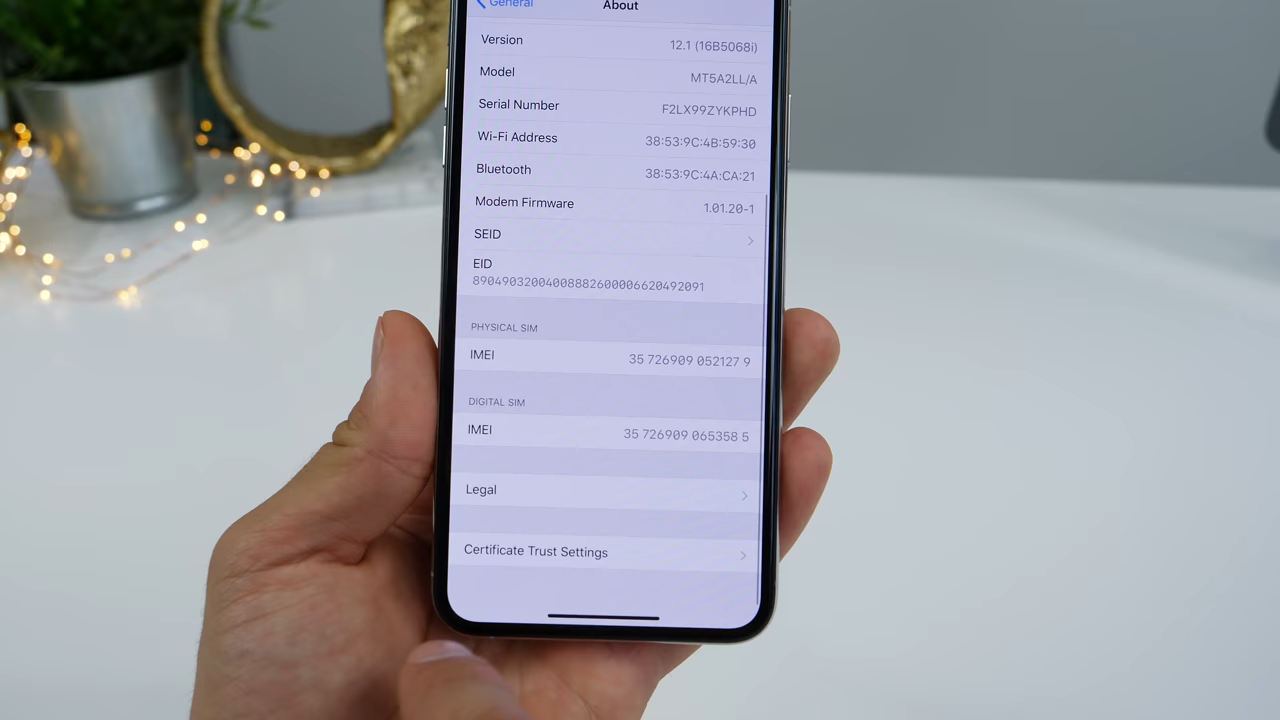 General
About
Version 12.1 (16B5068i)
Model MT5A2LL/A
Serial Number F2LX99ZYKPHD
Wi-Fi Address 38:53:9C:4B:59:30
Bluetooth 38:53:9C:4A:CA:21
Modem Firmware 1.01.20-1
SEID
EID
89049032004008882600006620492091
PHYSICAL SIM
IMEI 35 726909 052127 9
DIGITAL SIM
IMEI 35 726909 065358 5
Legal
Certificate Trust Settings